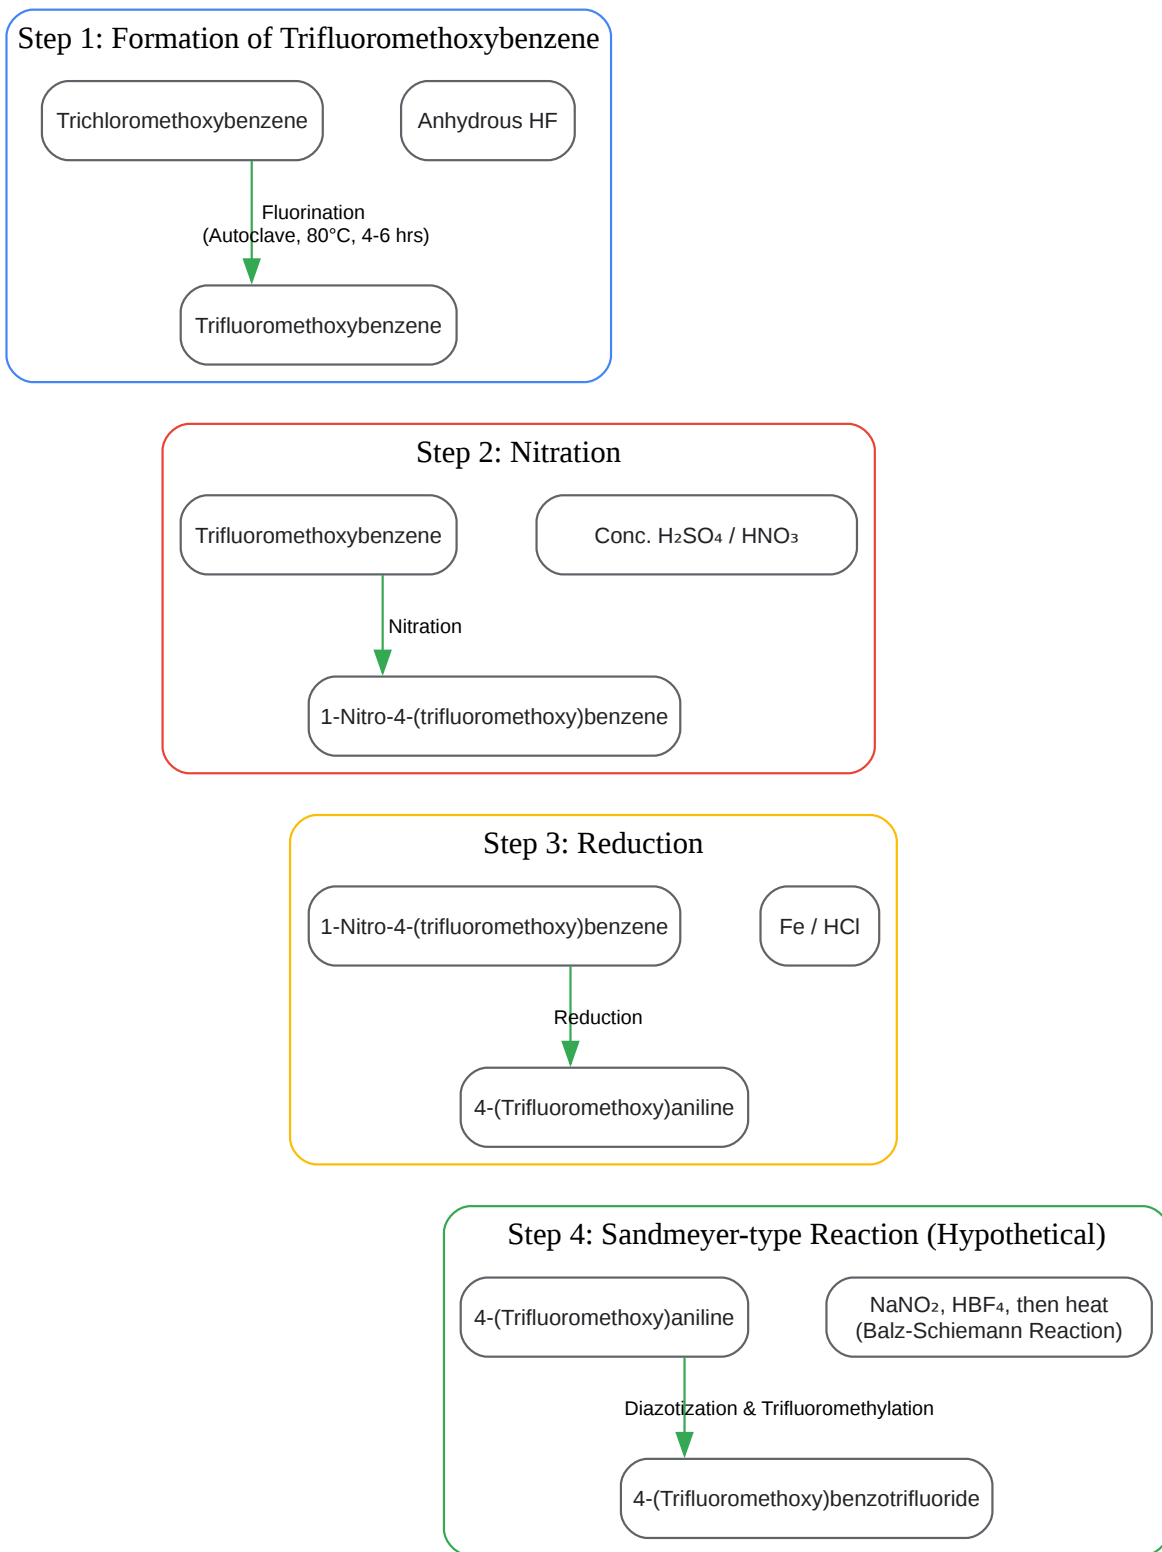 Step 1: Formation of Trifluoromethoxybenzene
Trichloromethoxybenzene
Anhydrous HF
Fluorination
(Autoclave, 80°C, 4-6 hrs)
Trifluoromethoxybenzene
Step 2: Nitration
Trifluoromethoxybenzene
Conc. H₂SO₄ / HNO₃
Nitration
1-Nitro-4-(trifluoromethoxy)benzene
Step 3: Reduction
1-Nitro-4-(trifluoromethoxy)benzene
Fe / HCl
Reduction
4-(Trifluoromethoxy)aniline
Step 4: Sandmeyer-type Reaction (Hypothetical)
4-(Trifluoromethoxy)aniline
NaNO₂, HBF₄, then heat
(Balz-Schiemann Reaction)
Diazotization & Trifluoromethylation
4-(Trifluoromethoxy)benzotrifluoride